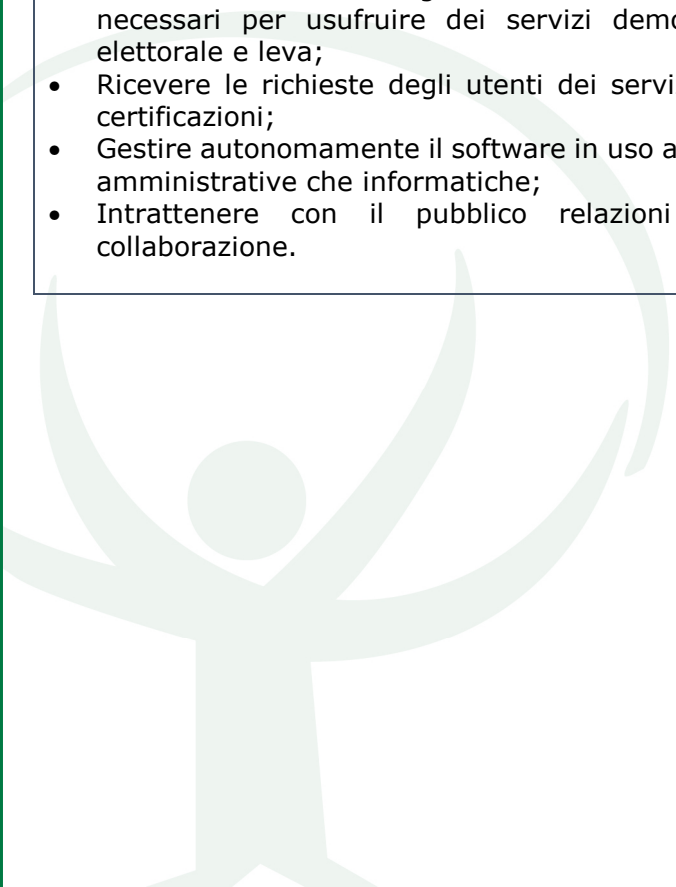 necessari per usufruire dei servizi
elettorale e leva;
• Ricevere le richieste degli utenti dei
certificazioni;
• Gestire autonomamente il software in uso
amministrative che informatiche;
• Intrattenere con il pubblico relazioni
collaborazione.